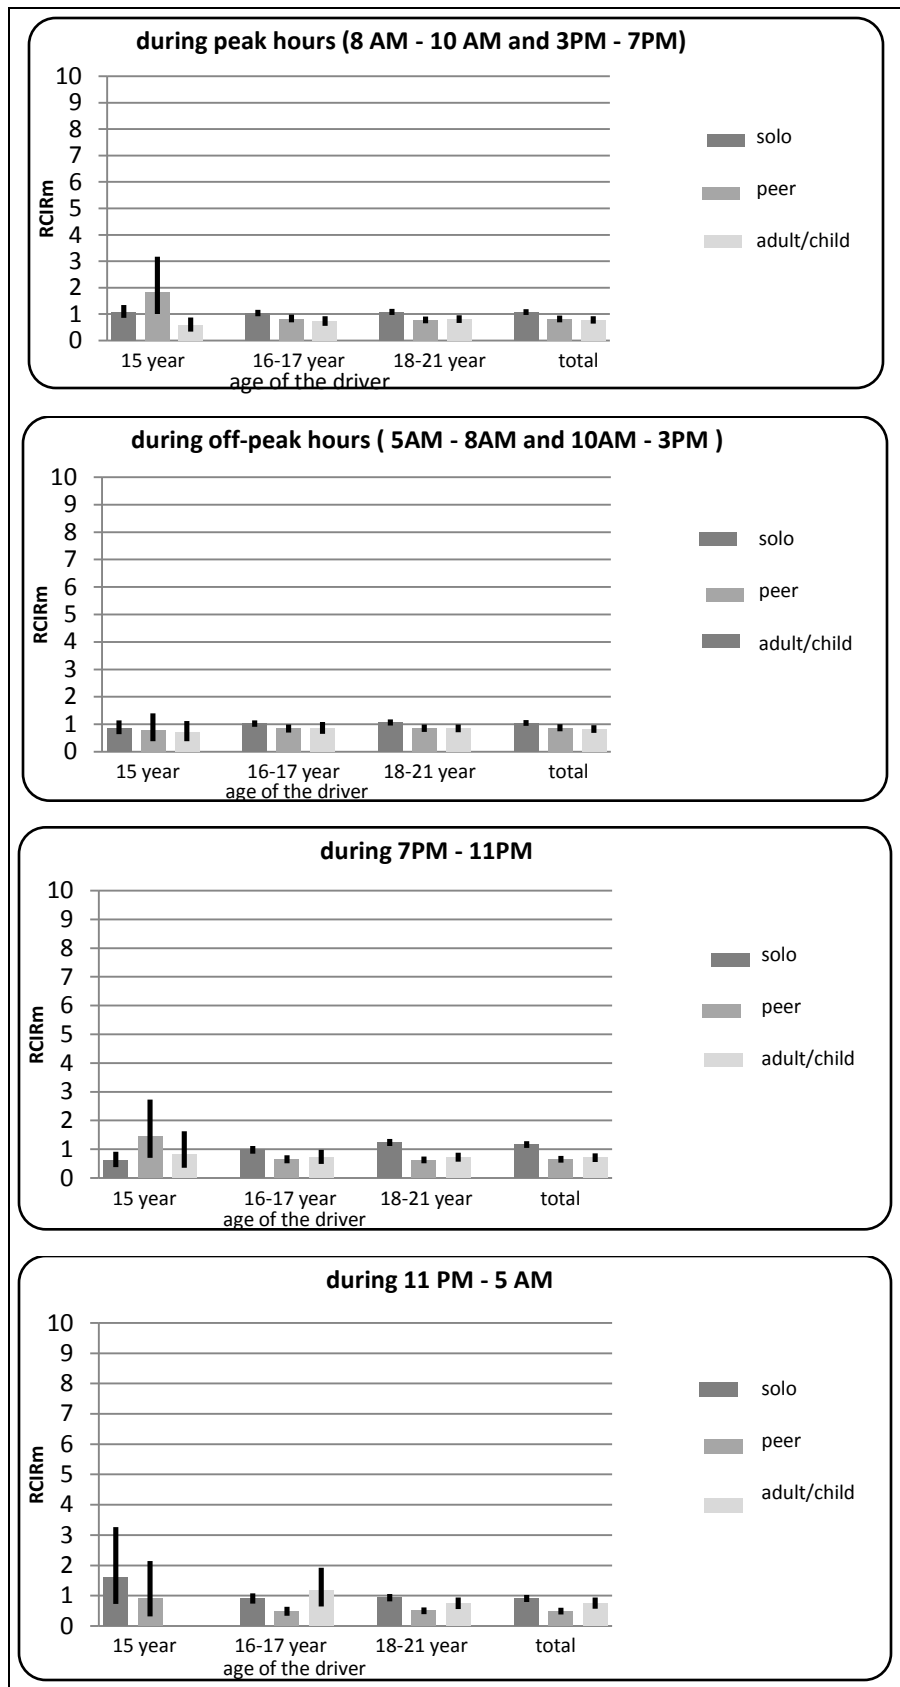 during peak hours (8 AM - 10 AM and 3PM - 7PM)
10
9
8
7
6
5
4
3
2
1
0
RCIRm
solo
peer
adult/child
15 year 16-17 year 18-21 year total
age of the driver
during off-peak hours ( 5AM - 8AM and 10AM - 3PM )
10
9
8
7
6
5
4
3
2
1
0
RCIRm
solo
peer
adult/child
15 year 16-17 year 18-21 year total
age of the driver
during 7PM - 11PM
10
9
8
7
6
5
4
3
2
1
0
RCIRm
solo
peer
adult/child
15 year 16-17 year 18-21 year total
age of the driver
during 11 PM - 5 AM
10
9
8
7
6
5
4
3
2
1
0
RCIRm
solo
peer
adult/child
15 year 16-17 year 18-21 year total
age of the driver